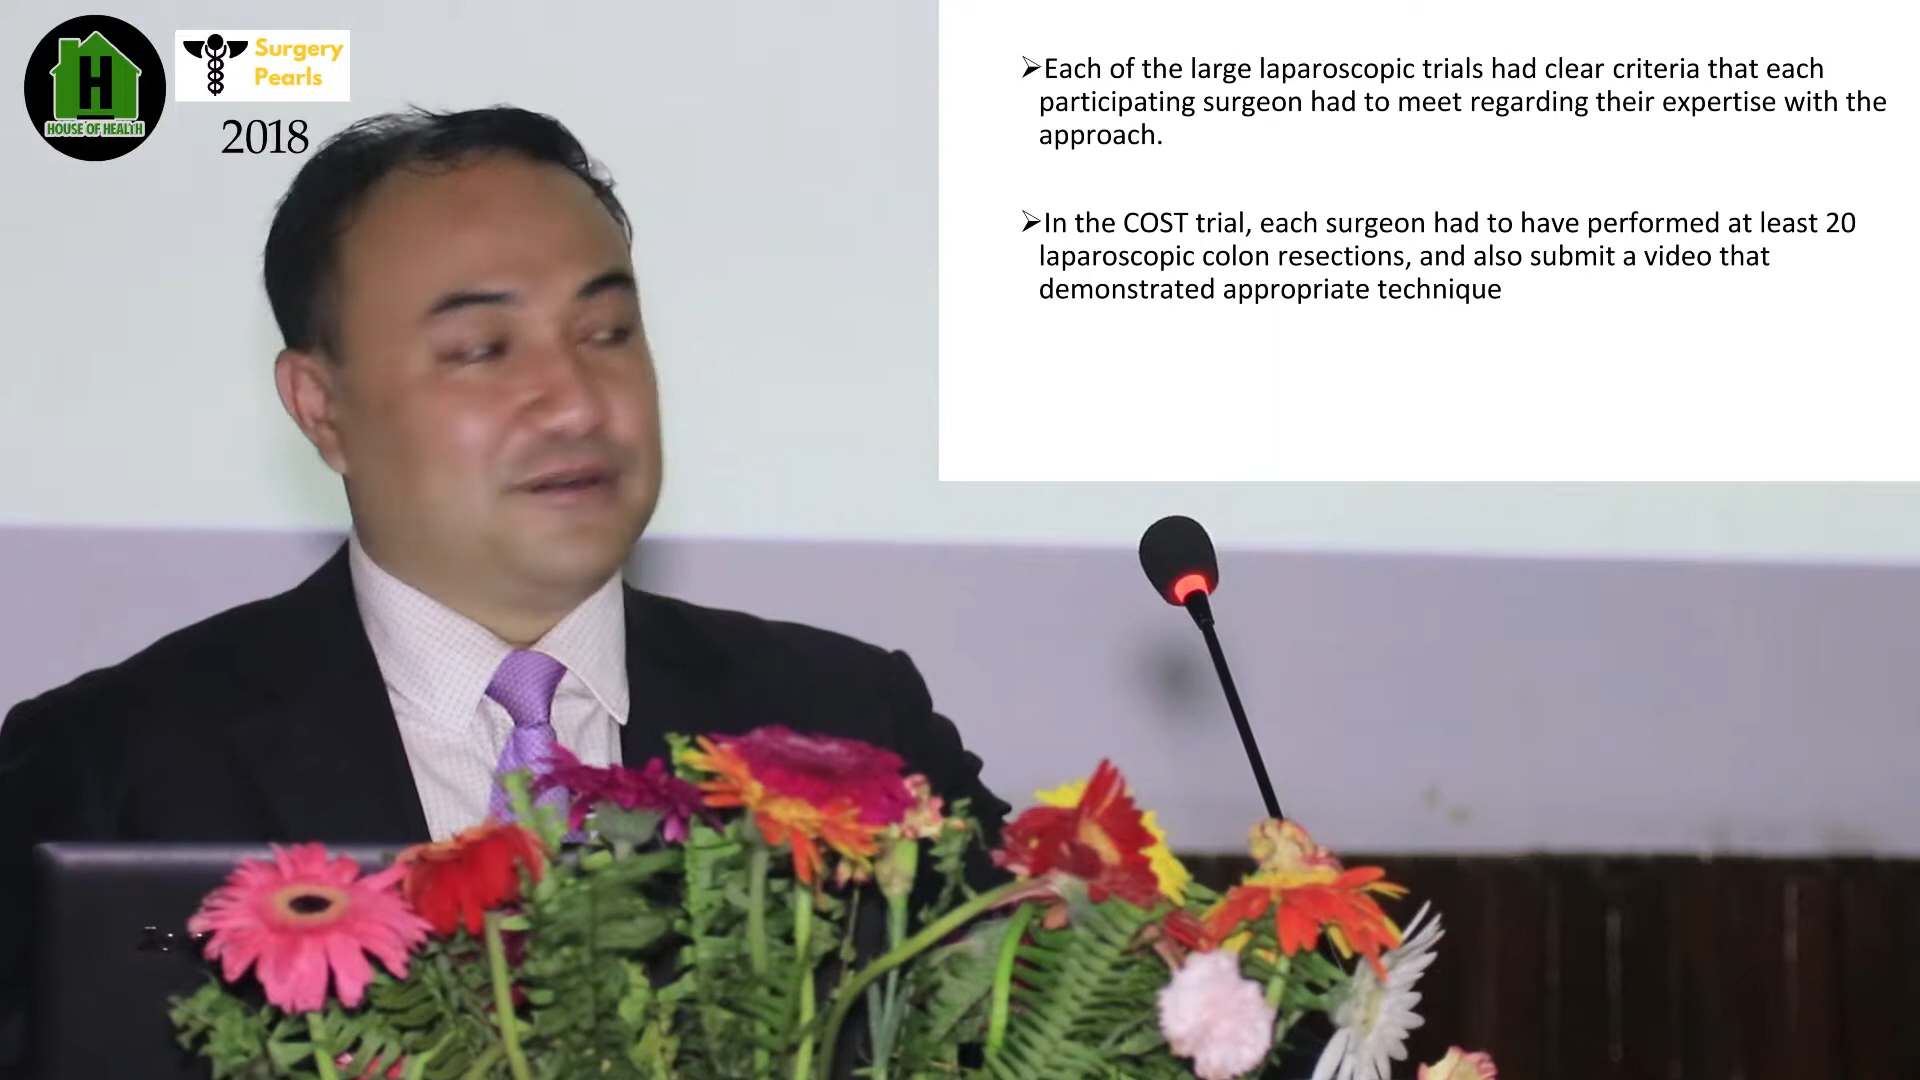 H
HOUSE OF HEALTH
Surgery
Pearls
2018
➢Each of the large laparoscopic trials had clear criteria that each
participating surgeon had to meet regarding their expertise with the
approach.
➢In the COST trial, each surgeon had to have performed at least 20
laparoscopic colon resections, and also submit a video that
demonstrated appropriate technique